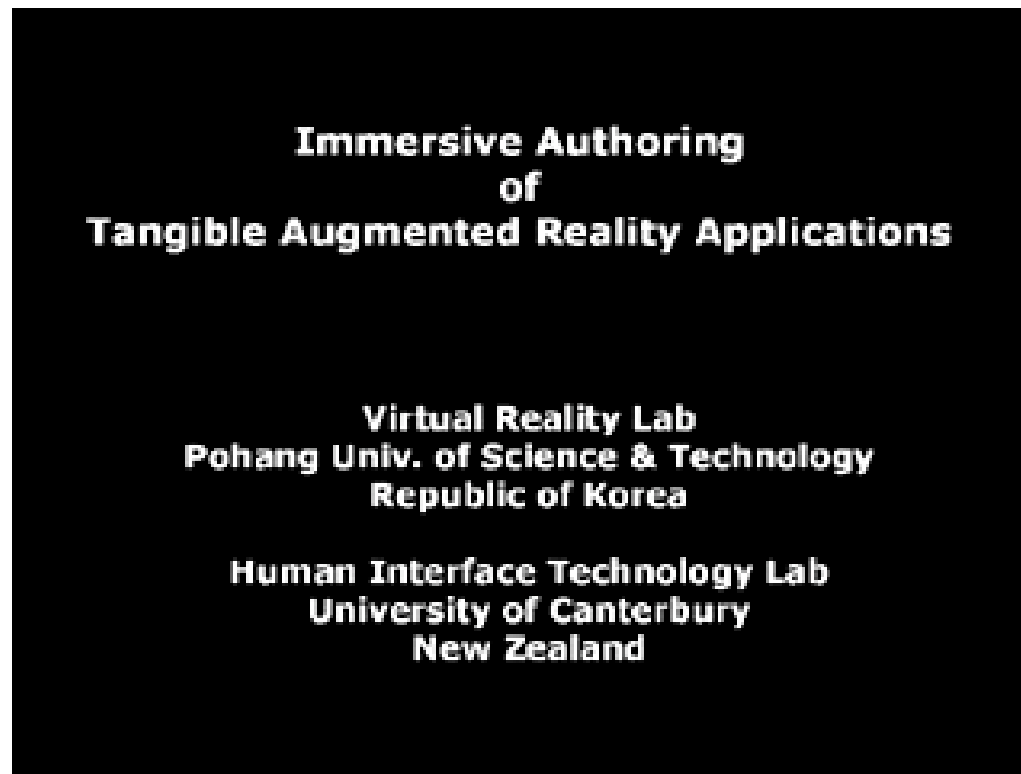 Immersive Authoring
of
Tangible Augmented Reality Applications
Virtual Reality Lab
Pohang Univ. of Science & Technology
Republic of Korea
Human Interface Technology Lab
University of Canterbury
New Zealand